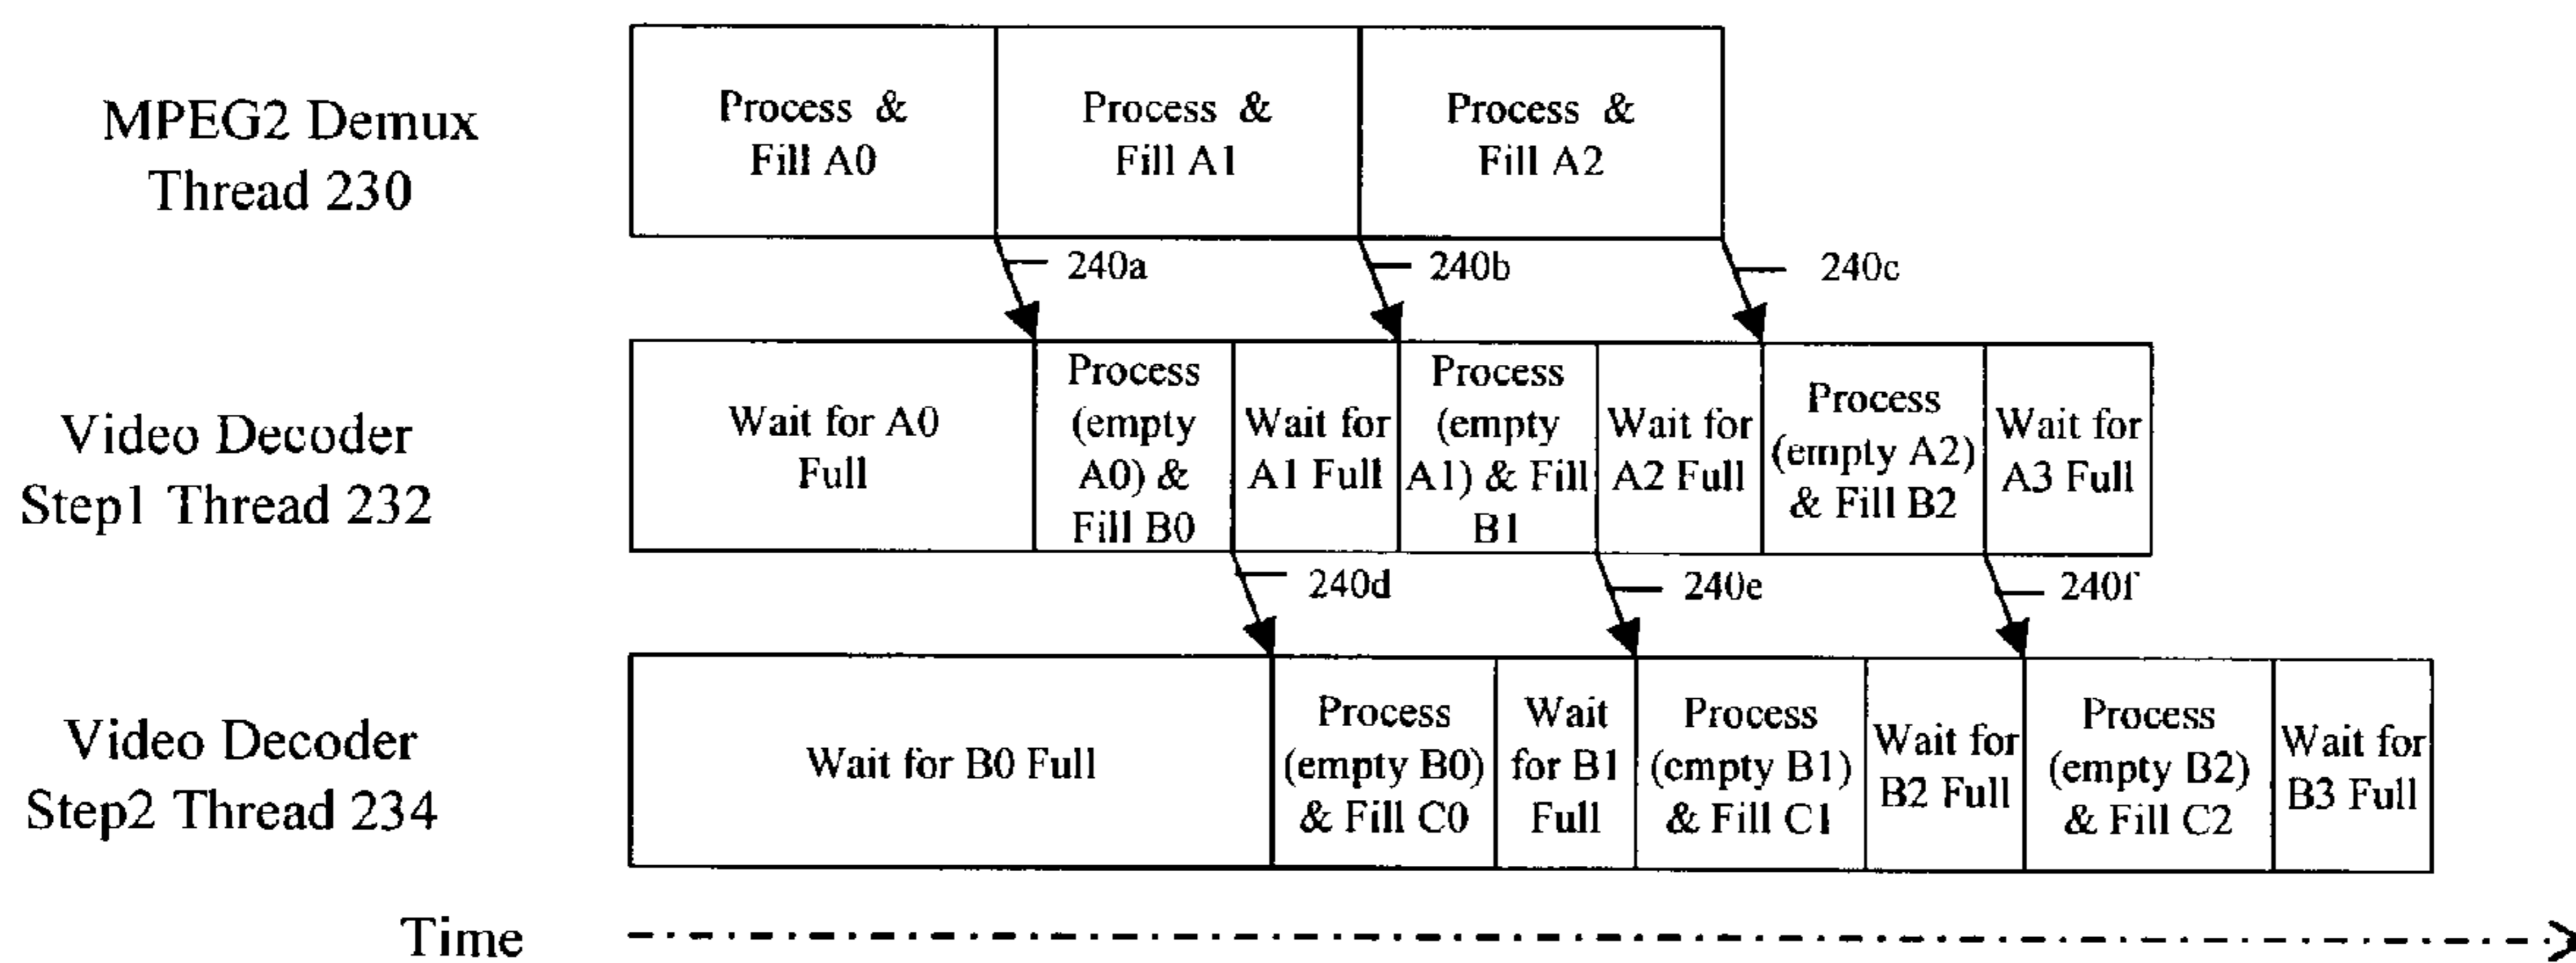 MPEG2 Demux
Thread 230
Process &
Fill A0
Process &
Fill A1
Process &
Fill A2
240a
240b
240c
Video Decoder
Step1 Thread 232
Wait for A0
Full
Process
(empty
A0) &
Fill B0
Wait for
A1 Full
Process
(empty
A1) & Fill
B1
Wait for
A2 Full
Process
(empty A2)
& Fill B2
Wait for
A3 Full
240d
240e
240f
Video Decoder
Step2 Thread 234
Wait for B0 Full
Process
(empty B0)
& Fill C0
Wait
for B1
Full
Process
(empty B1)
& Fill C1
Wait for
B2 Full
Process
(empty B2)
& Fill C2
Wait for
B3 Full
Time